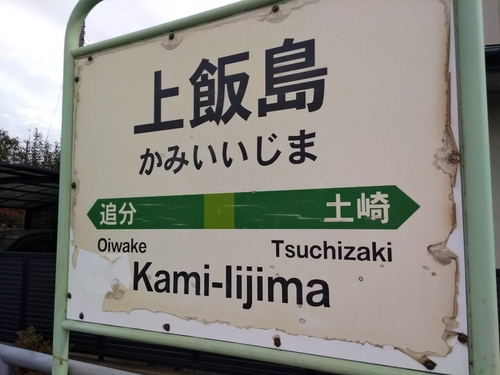 上飯島
かみいいじま
追分 土崎
Oiwake Tsuchizaki
Kami-Iijima